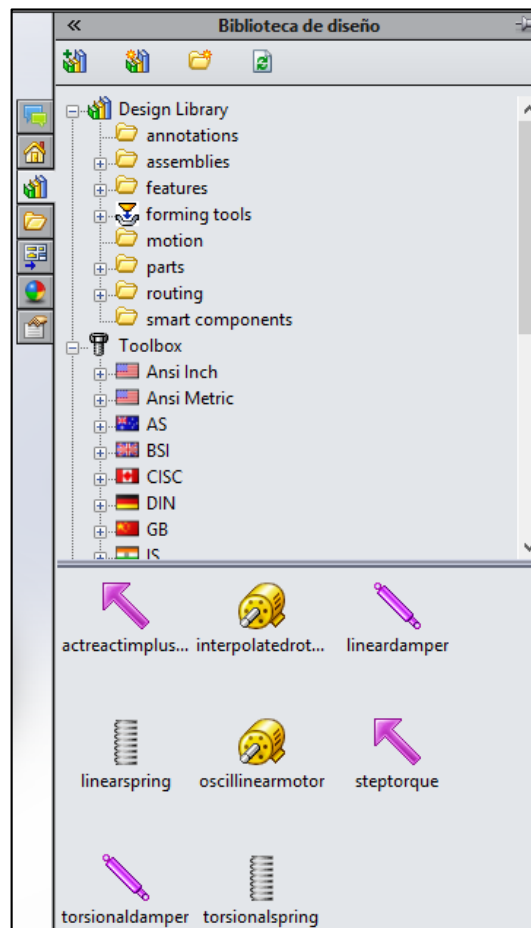 Biblioteca de diseño
Design Library
annotations
assemblies
features
forming tools
motion
parts
routing
smart components
Toolbox
Ansi Inch
Ansi Metric
AS
BSI
CISC
DIN
GB
IS
actreactimplus... interpolatedrot... lineardamper
linearspring oscillinearmotor steptorque
torsionaldamper torsionalspring